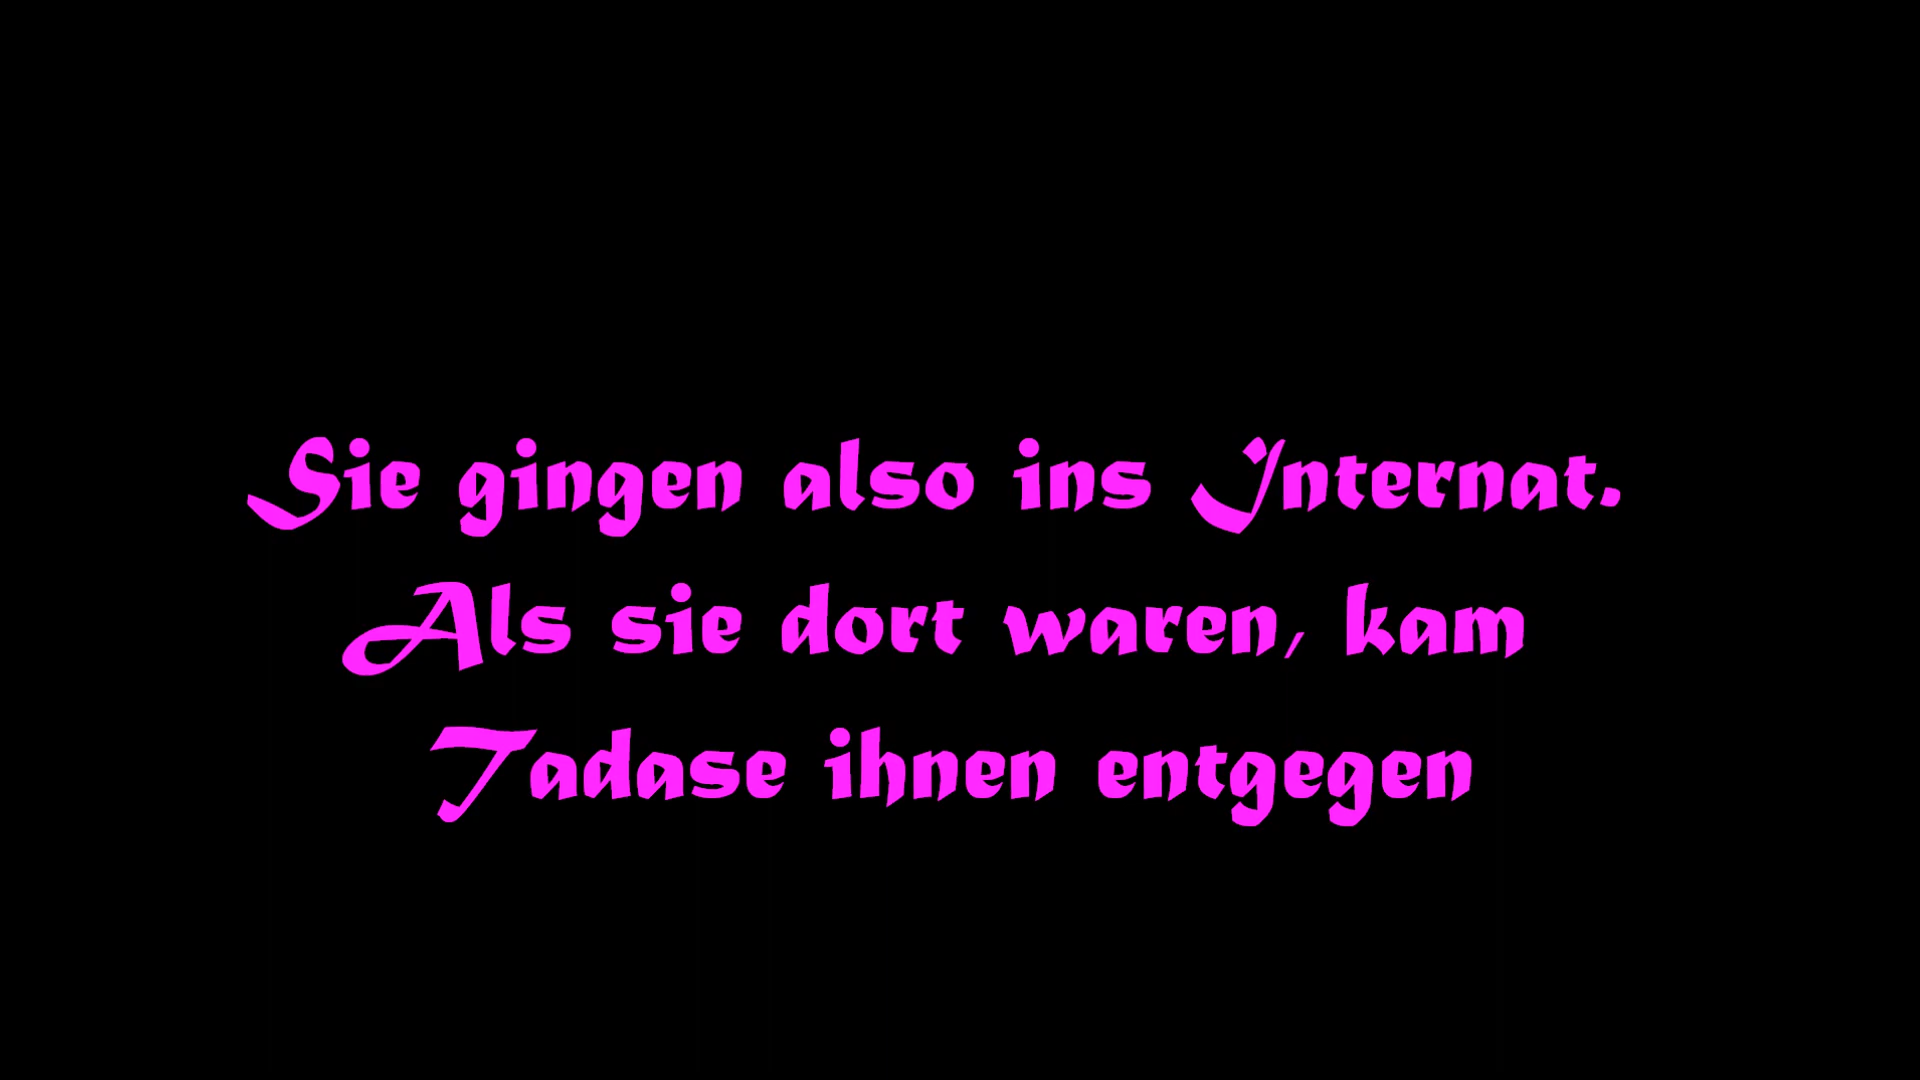 Sie gingen also ins Internat.
Als sie dort waren, kam
Tadase ihnen entgegen